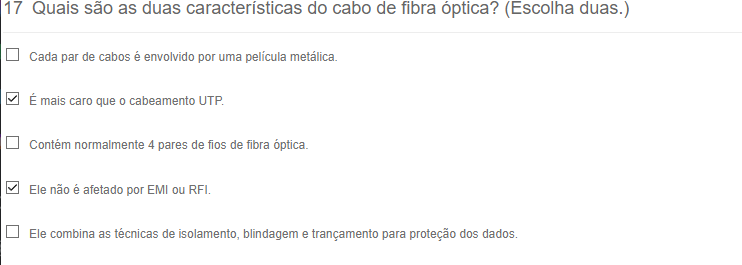 17 Quais são as duas características do cabo de fibra óptica? (Escolha duas.)
Cada par de cabos é envolvido por uma película metálica.
É mais caro que o cabeamento UTP.
Contém normalmente 4 pares de fios de fibra óptica.
Ele não é afetado por EMI ou RFI.
Ele combina as técnicas de isolamento, blindagem e trançamento para proteção dos dados.